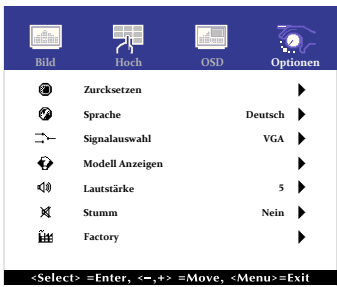 Bild Hoch OSD Optionen
Zurcksetzen
Sprache Deutsch
Signalauswahl VGA
Modell Anzeigen
Lautstärke 5
Stumm Nein
Factory
<Select> =Enter, <−,+> =Move, <Menu>=Exit